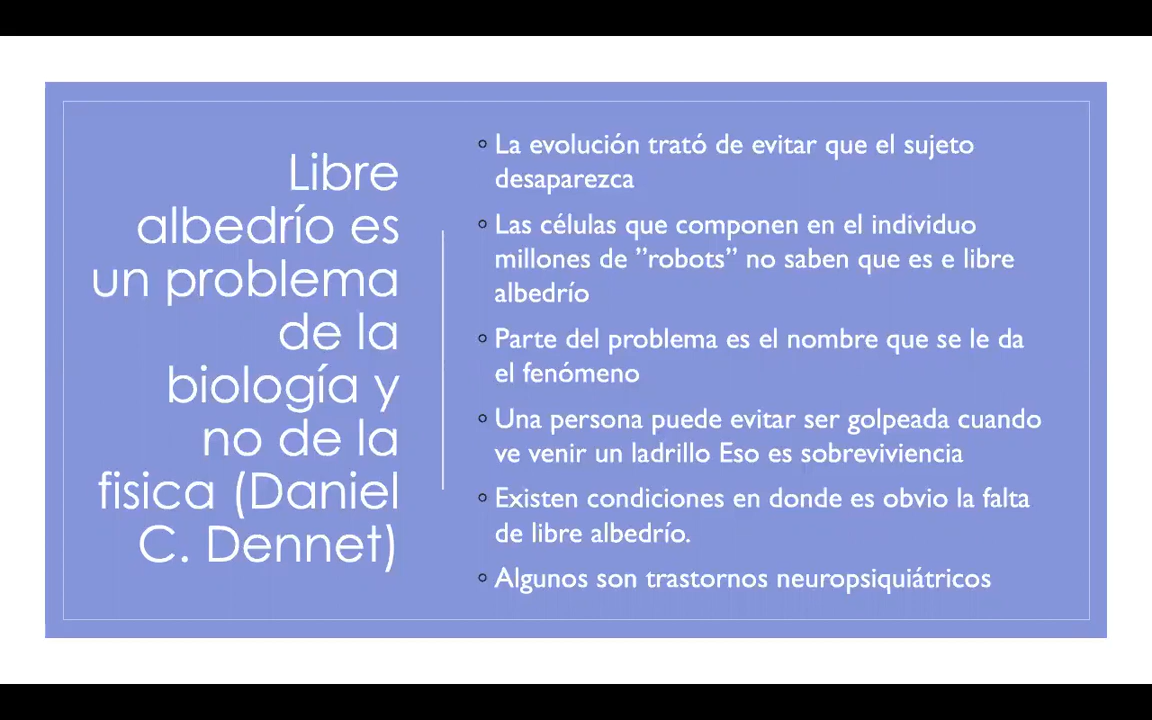 Libre
albedrío es
un problema
de la
biología y
no de la
fisica (Daniel
C. Dennet)
◦ La evolución trató de evitar que el sujeto
desaparezca
◦ Las células que componen en el individuo
millones de ”robots” no saben que es e libre
albedrío
◦ Parte del problema es el nombre que se le da
el fenómeno
◦ Una persona puede evitar ser golpeada cuando
ve venir un ladrillo Eso es sobreviviencia
◦ Existen condiciones en donde es obvio la falta
de libre albedrío.
◦ Algunos son trastornos neuropsiquiátricos